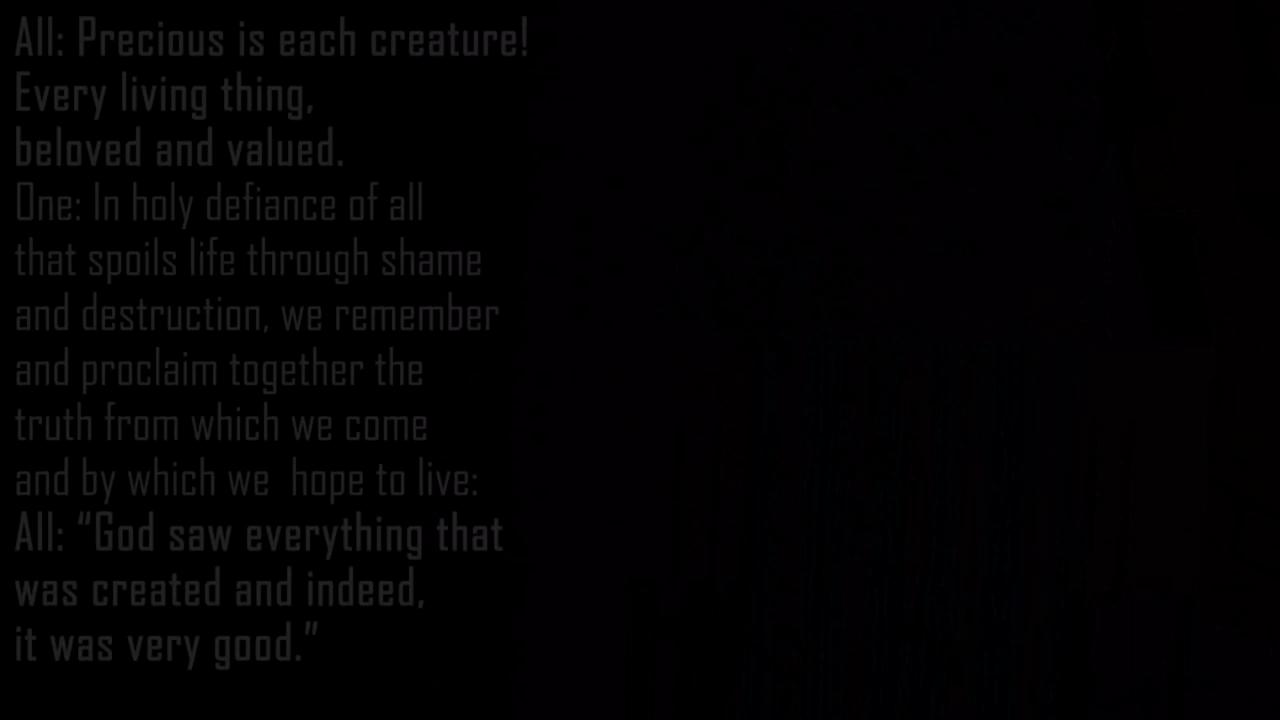 All: Precious is each creature!
Every living thing,
beloved and valued.
One: In holy defiance of all
that spoils life through shame
and destruction, we remember
and proclaim together the
truth from which we come
and by which we  hope to live:
All: “God saw everything that
was created and indeed,
it was very good.”